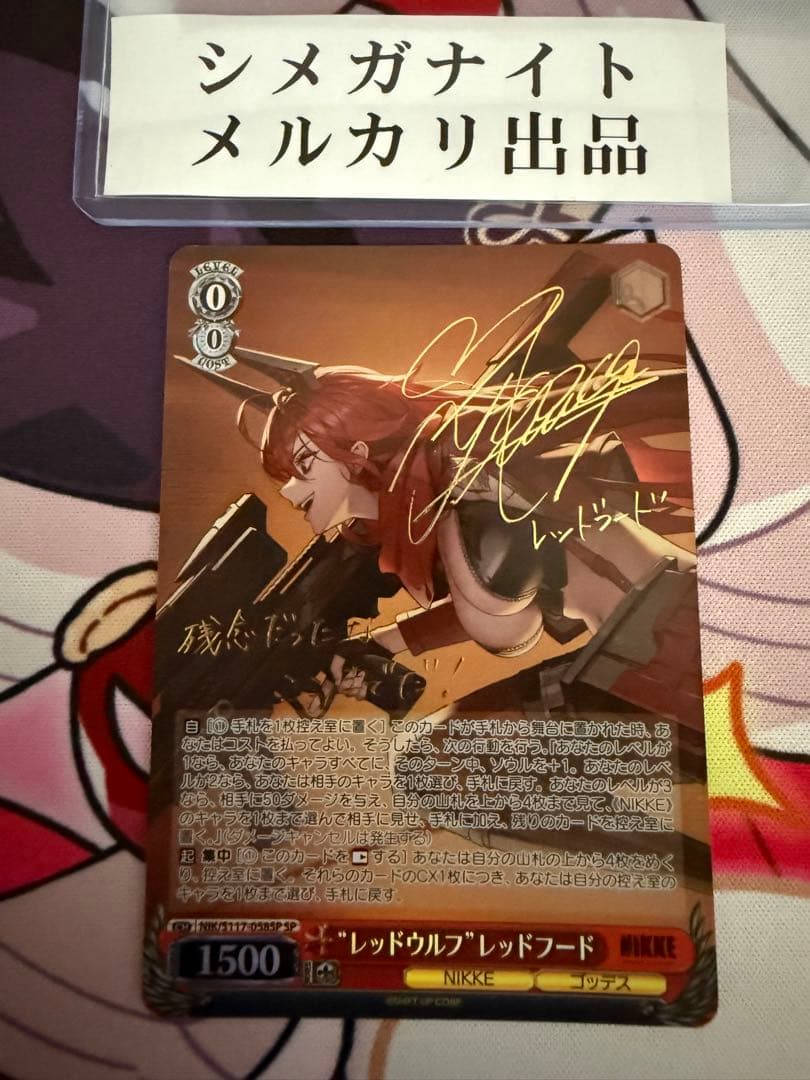 シメガナイト
メルカリ出品
LEVEL
0
0
COST
レッドフード
残念だったな
自 [(1) 手札を1枚控え室に置く] このカードが手札から舞台に置かれた時、あ
なたはコストを払ってよい。そうしたら、次の行動を行う。『あなたのレベルが
1なら、あなたのキャラすべてに、そのターン中、ソウルを+1。あなたのレベ
ルが2なら、あなたは相手のキャラを1枚選び、手札に戻す。あなたのレベルが3
なら、相手に5点ダメージを与え、自分の山札を上から4枚まで見て、《NIKKE》
のキャラを1枚まで選んで相手に見せ、手札に加え、残りのカードを控え室に
置く。』(ダメージキャンセルは発生する)
起 集中 [(1) このカードを する] あなたは自分の山札の上から4枚をめく
り、控え室に置く。それらのカードのCX1枚につき、あなたは自分の控え室の
キャラを1枚まで選び、手札に戻す。
CH NIK/S117-058SP SP
1500
"レッドウルフ"レッドフード
NIKKE
NIKKE ゴッデス
©SHIFT UP CORP.